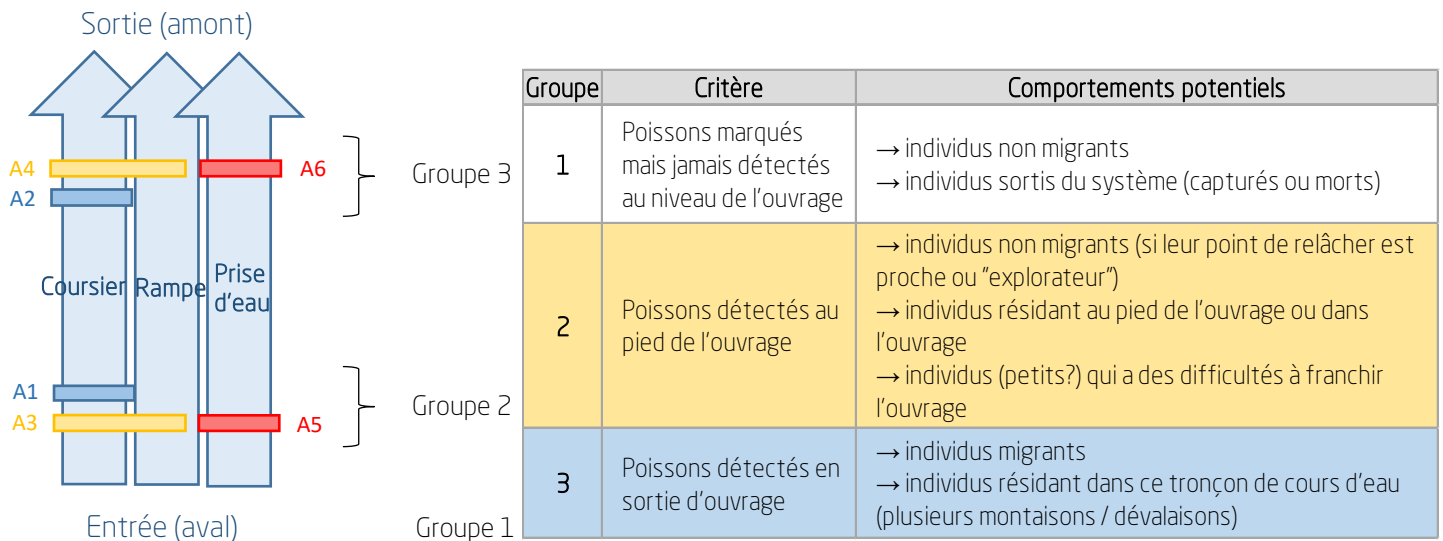 Sortie (amont)
A4
A6
A2
Groupe 3
Coursier
Rampe
Prise
d'eau
A1
A3
A5
Groupe 2
Entrée (aval)
Groupe 1
Groupe Critère Comportements potentiels
1
Poissons marqués
mais jamais détectés
au niveau de l'ouvrage
→ individus non migrants
→ individus sortis du système (capturés ou morts)
2
Poissons détectés au
pied de l'ouvrage
→ individus non migrants (si leur point de relâcher est
proche ou "explorateur")
→ individus résidant au pied de l'ouvrage ou dans
l'ouvrage
→ individus (petits?) qui a des difficultés à franchir
l'ouvrage
3
Poissons détectés en
sortie d'ouvrage
→ individus migrants
→ individus résidant dans ce tronçon de cours d'eau
(plusieurs montaisons / dévalaisons)